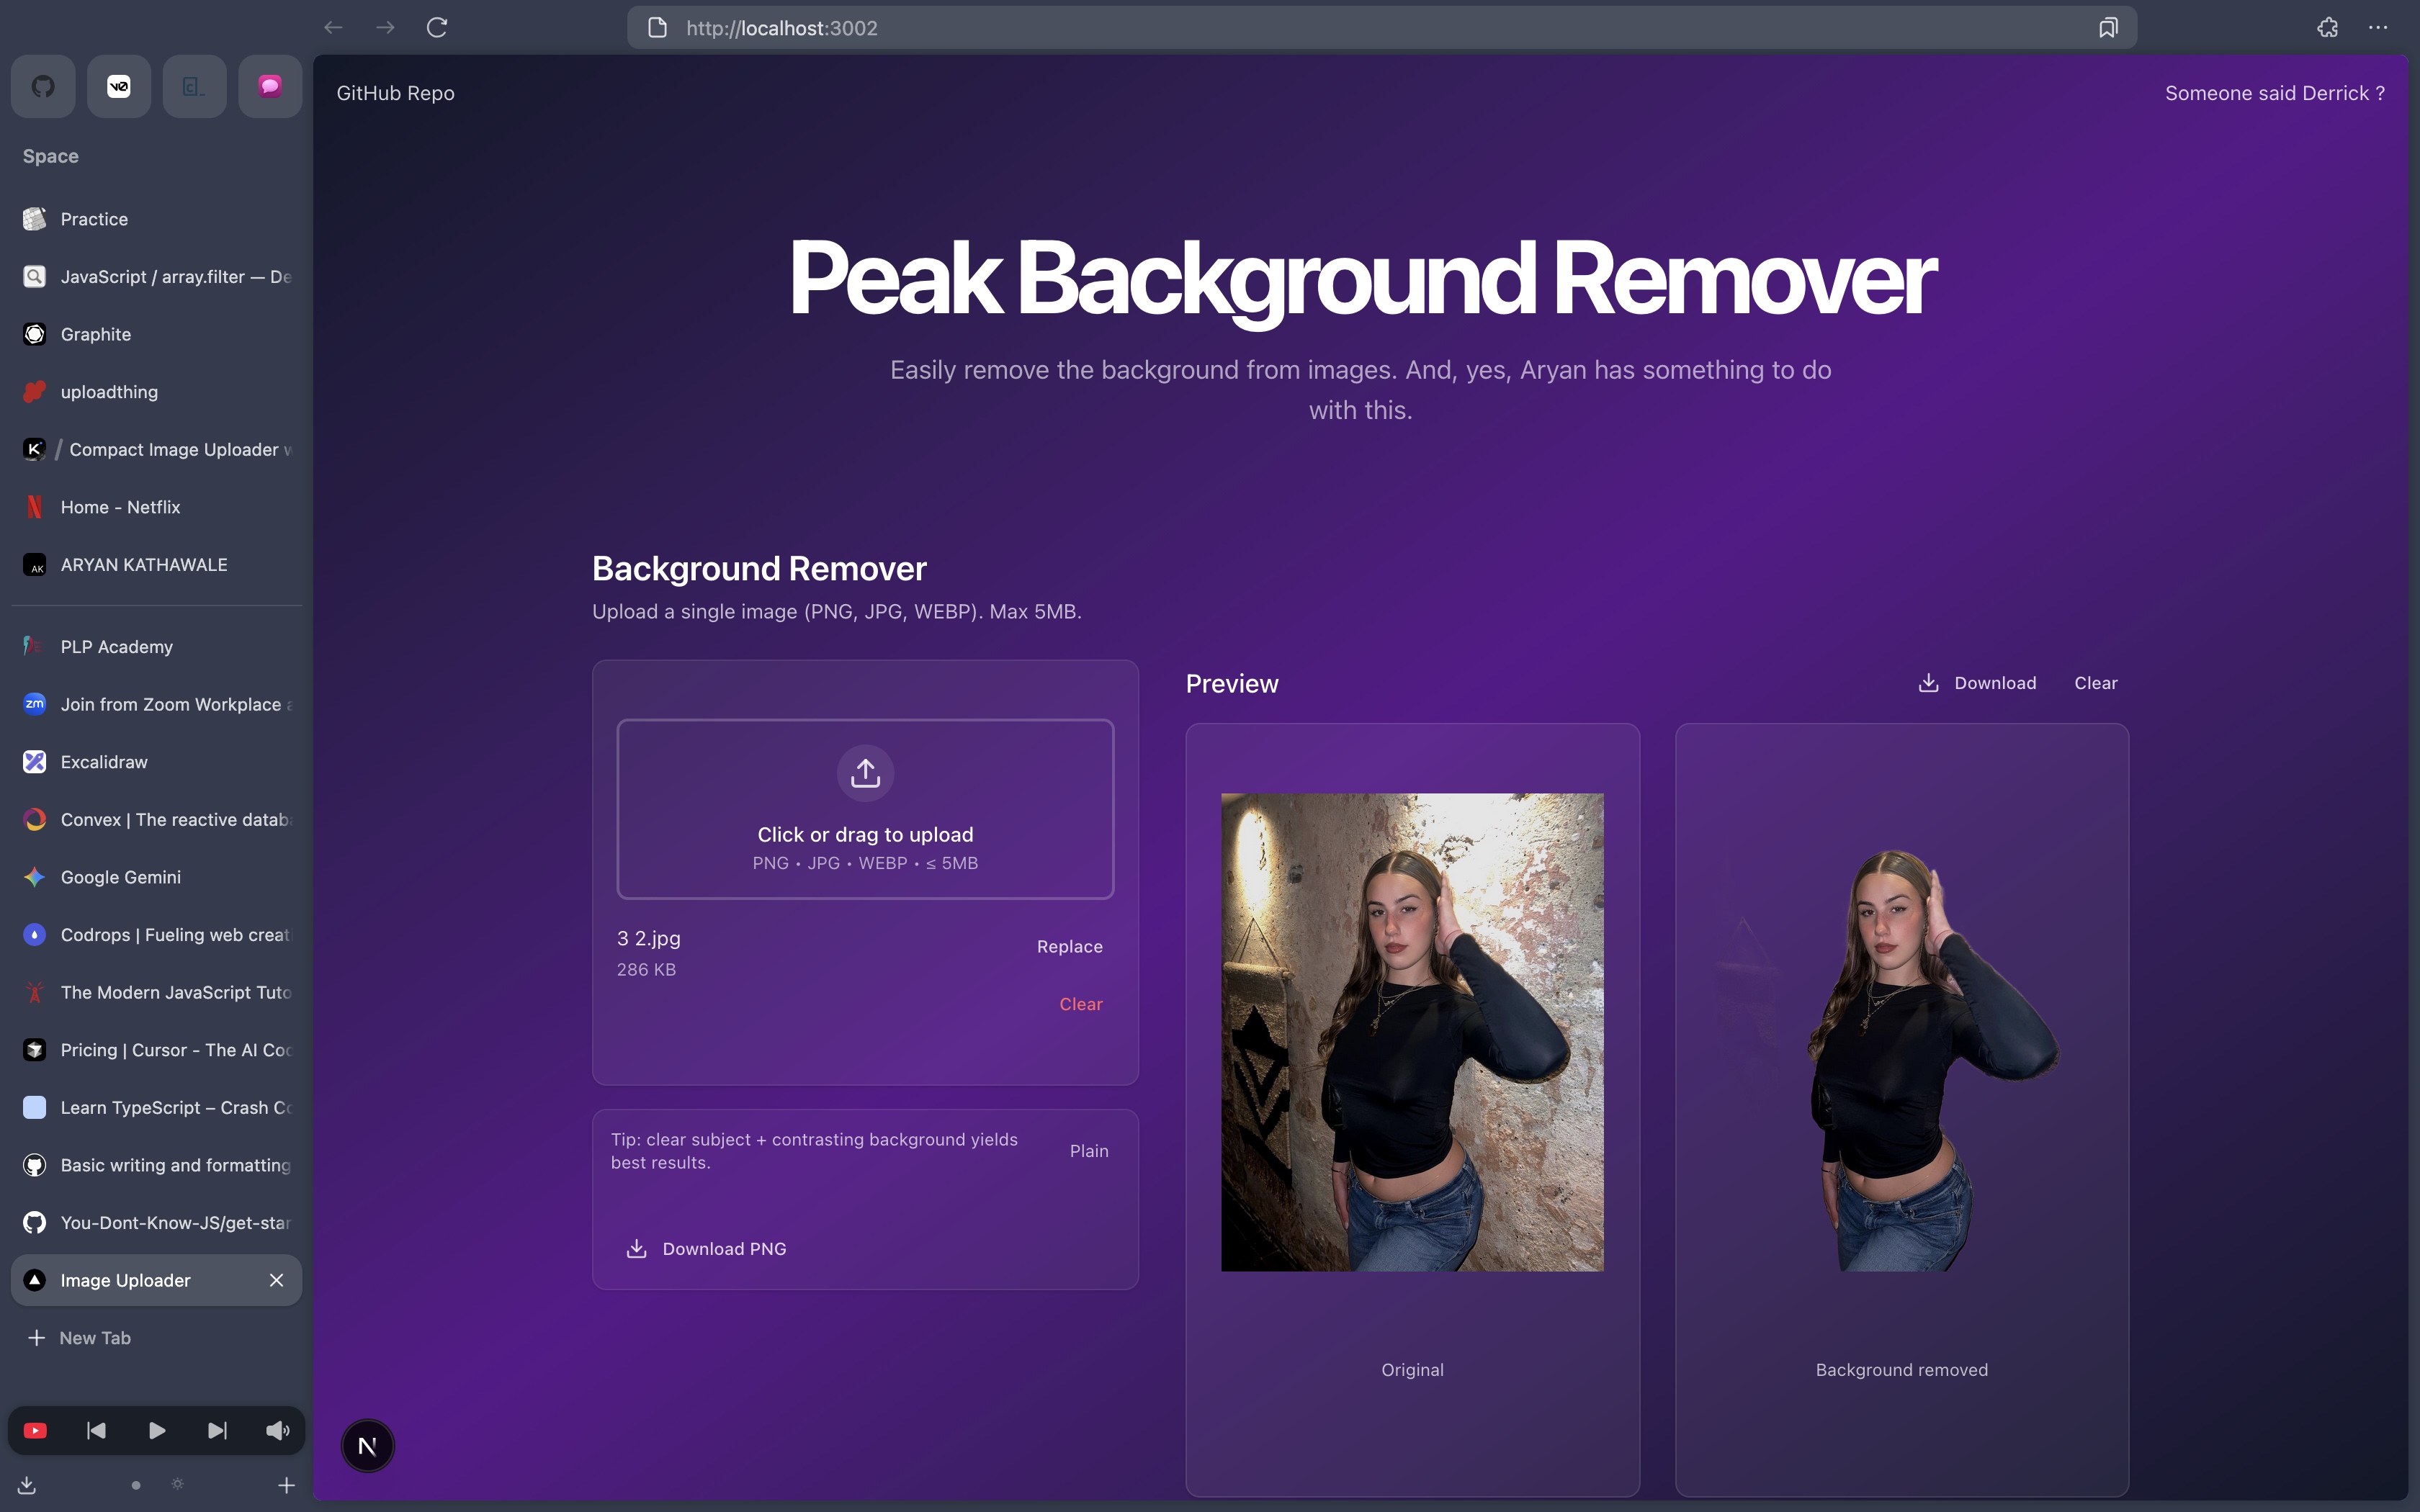 http://localhost:3002
Space
Practice
JavaScript / array.filter — De
Graphite
uploadthing
/ Compact Image Uploader w
Home - Netflix
AK
ARYAN KATHAWALE
PLP Academy
zm
Join from Zoom Workplace a
Excalidraw
Convex | The reactive datab
Google Gemini
Codrops | Fueling web creat
The Modern JavaScript Tuto
Pricing | Cursor - The AI Coc
Learn TypeScript – Crash Co
Basic writing and formatting
You-Dont-Know-JS/get-star
Image Uploader
New Tab
GitHub Repo
Someone said Derrick ?
Peak Background Remover
Easily remove the background from images. And, yes, Aryan has something to do
with this.
Background Remover
Upload a single image (PNG, JPG, WEBP). Max 5MB.
Click or drag to upload
PNG • JPG • WEBP • ≤ 5MB
3 2.jpg
286 KB
Replace
Clear
Tip: clear subject + contrasting background yields
best results.
Plain
Download PNG
Preview
Download
Clear
Original
Background removed
N